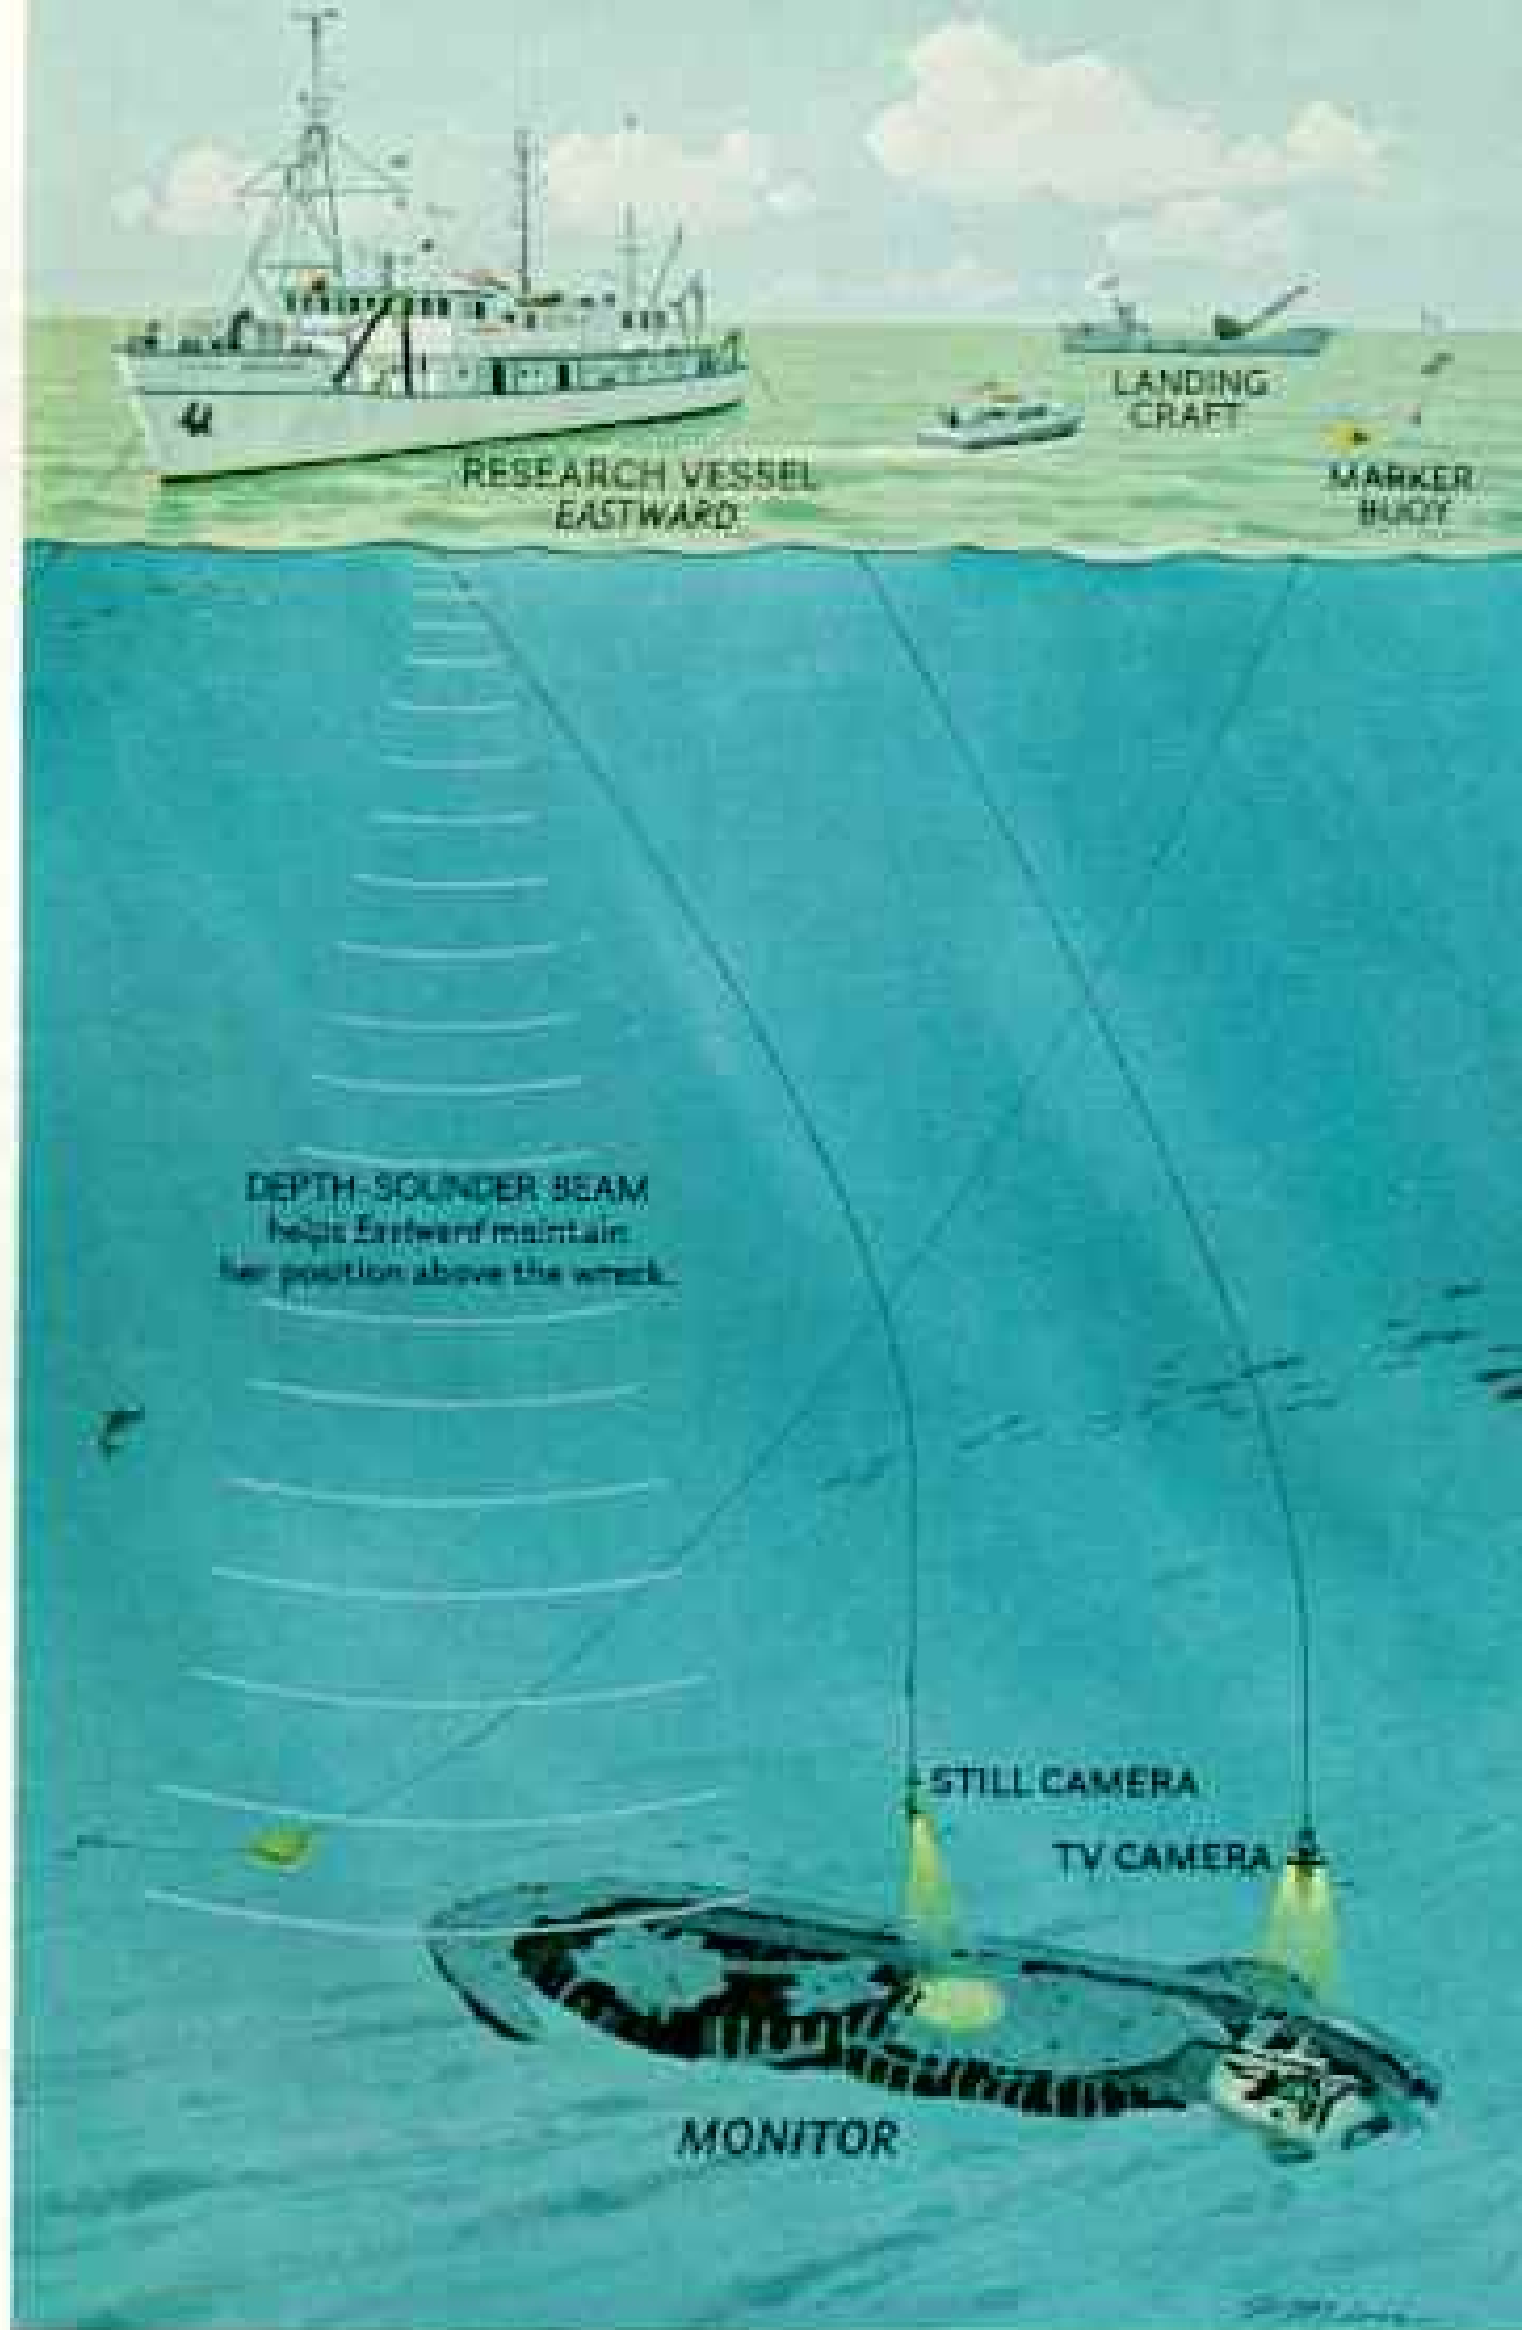 LANDING
CRAFT
RESEARCH VESSEL
EASTWARD
MARKER
BUOY
DEPTH-SOUNDER BEAM
helps Eastward maintain
her position above the wreck.
STILL CAMERA
TV CAMERA
MONITOR